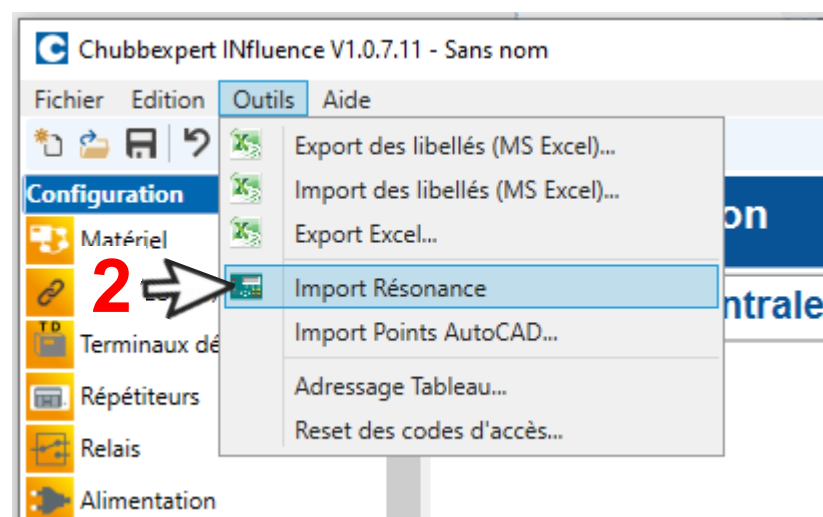 Chubbexpert INfluence V1.0.7.11 - Sans nom
Fichier Edition Outils Aide
Export des libellés (MS Excel)...
Import des libellés (MS Excel)...
Export Excel...
Import Résonance
Import Points AutoCAD...
Adressage Tableau...
Reset des codes d'accès...
Configuration
Matériel
2
TD
Terminaux dé
Répétiteurs
Relais
Alimentation
on
ntrale